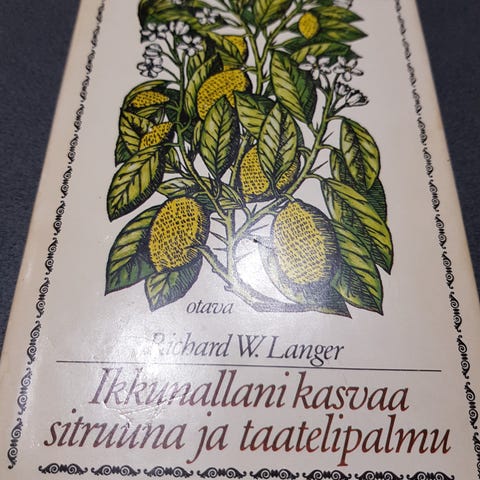 otava
Richard W. Langer
Ikkunallani kasvaa
sitruuna ja taatelipalmu